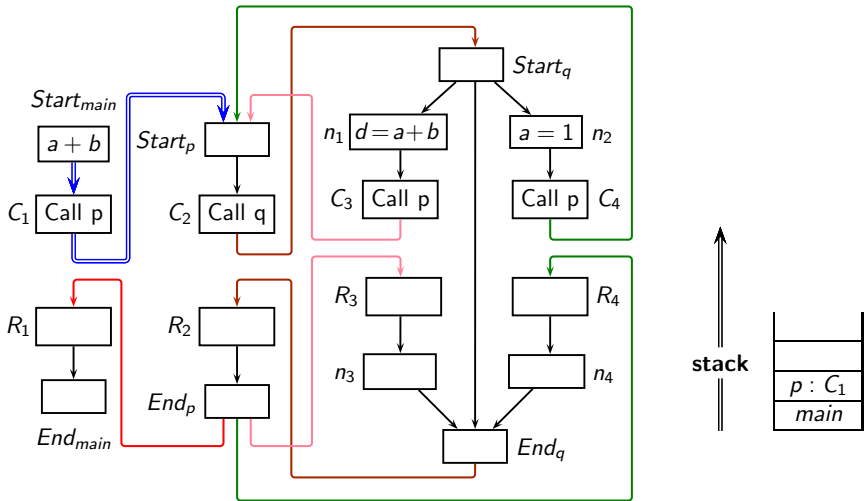 Start_q
Start_main
n_1 d = a+b
a = 1 n_2
a + b
Start_p
C_1 Call p
C_2 Call q
C_3 Call p
Call p C_4
R_1
R_2
R_3
R_4
stack
n_3
n_4
p : C_1
End_p
main
End_main
End_q